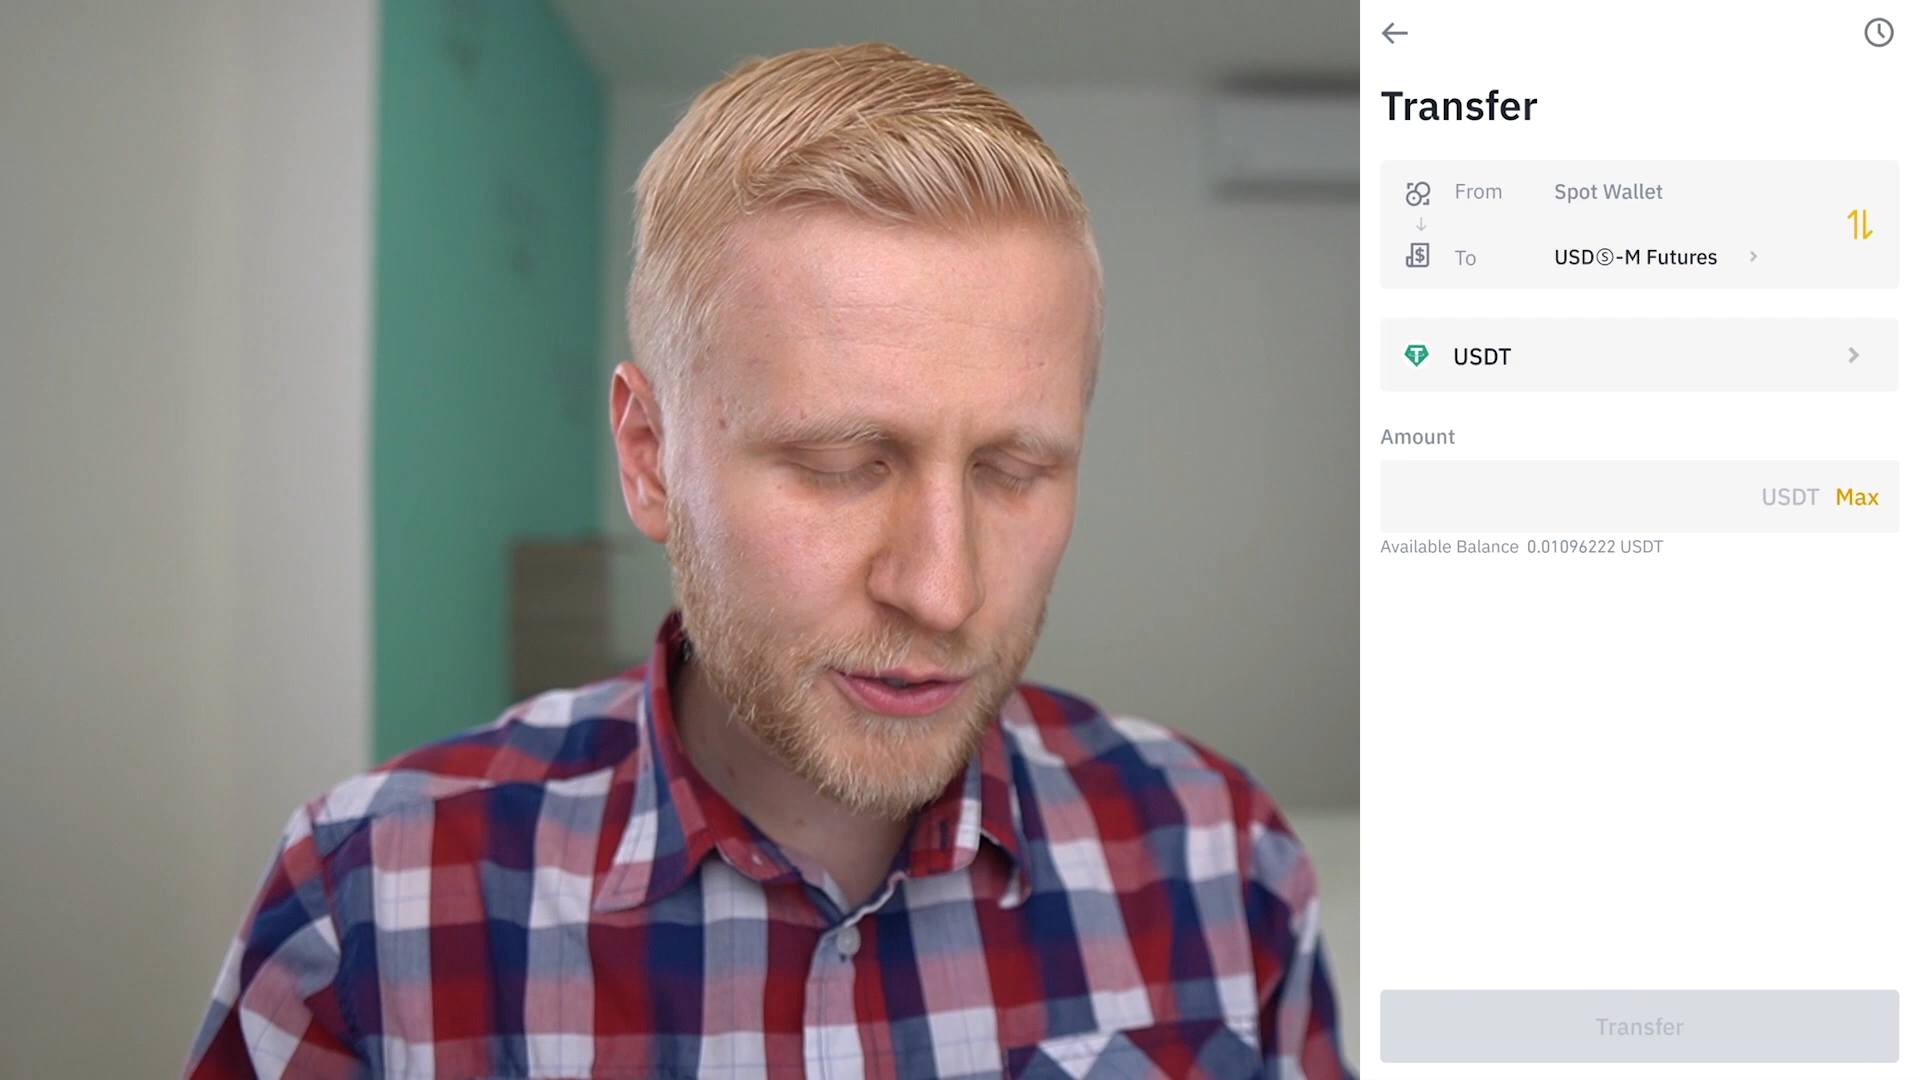 Transfer
From Spot Wallet
To USDⓈ-M Futures
USDT
Amount
USDT Max
Available Balance 0.01096222 USDT
Transfer